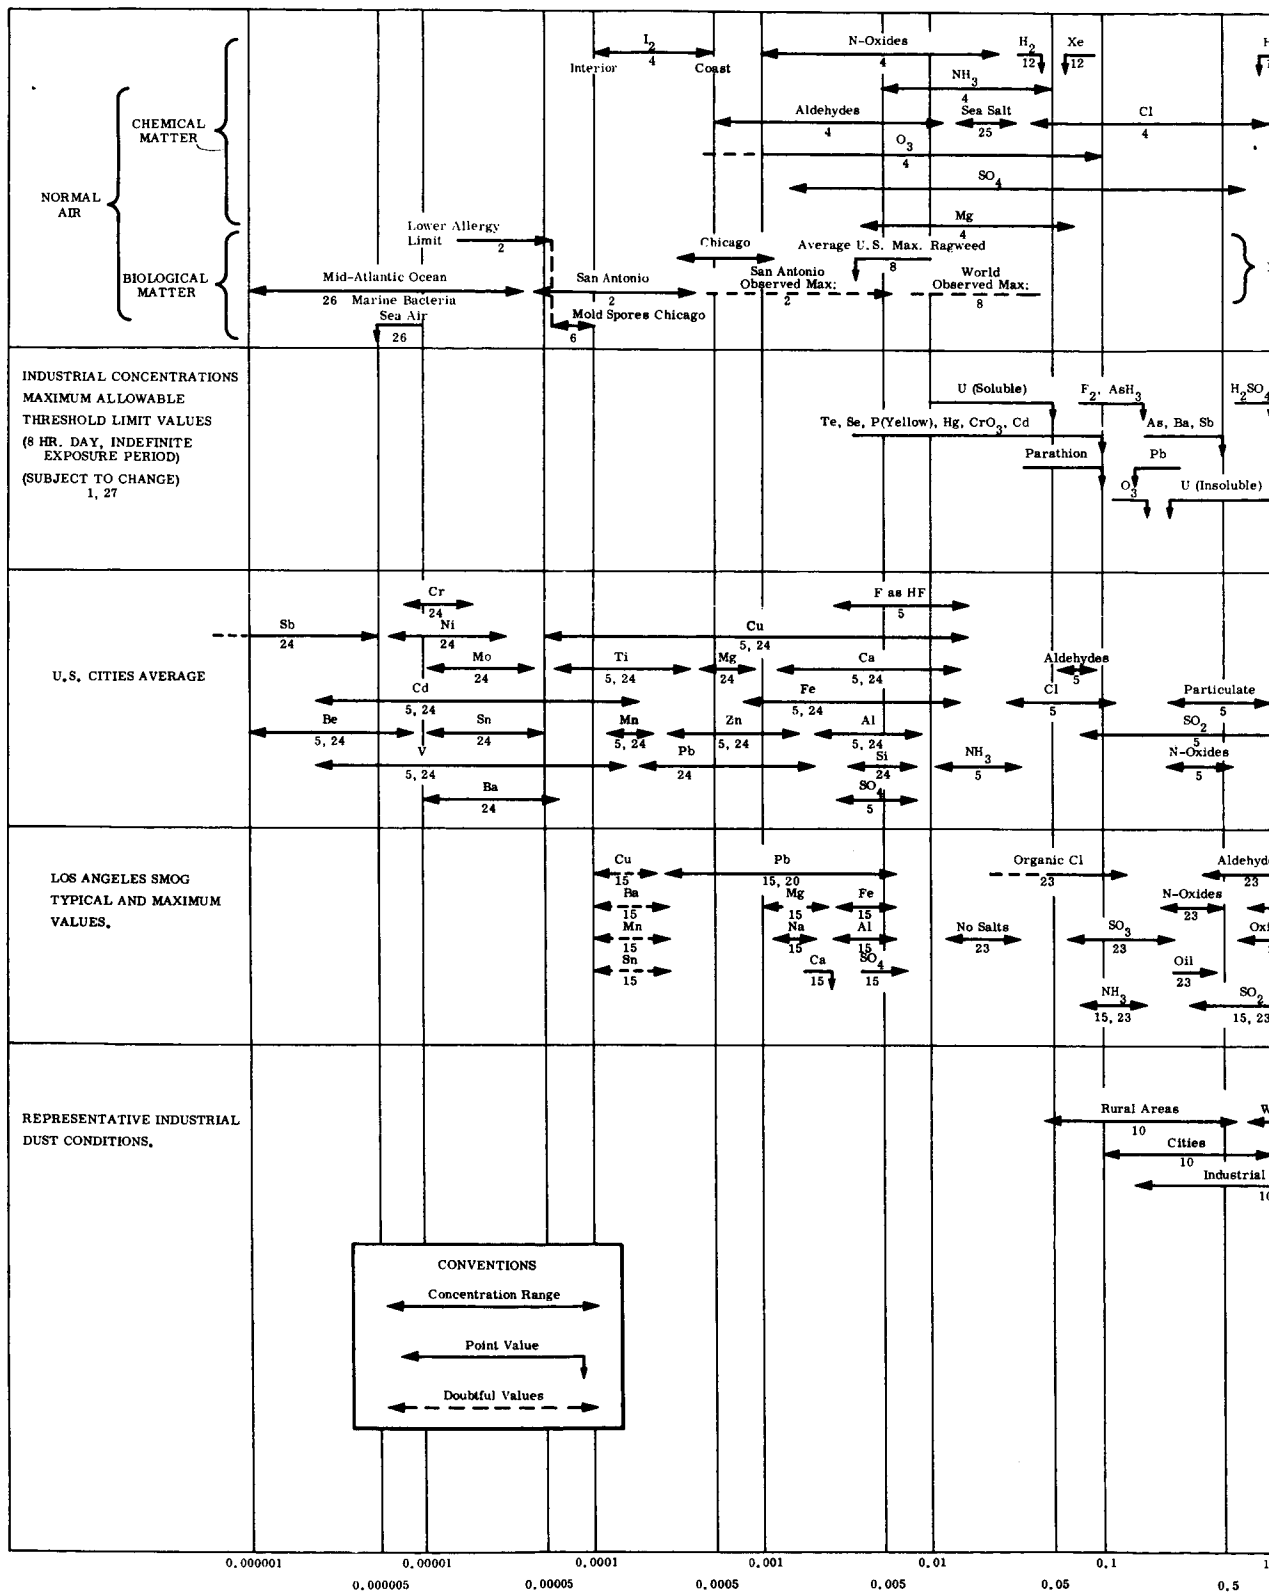 I2
4
Interior
Coast
N-Oxides
4
H2
12
Xe
12
H
NH3
4
CHEMICAL
MATTER
Aldehydes
4
Sea Salt
25
Cl
4
O3
4
SO4
NORMAL
AIR
Mg
4
Lower Allergy
Limit
2
Chicago
Average U.S. Max. Ragweed
8
BIOLOGICAL
MATTER
Mid-Atlantic Ocean
26 Marine Bacteria
San Antonio
2
San Antonio
Observed Max;
2
World
Observed Max;
8
Sea Air
26
Mold Spores Chicago
6
INDUSTRIAL CONCENTRATIONS
MAXIMUM ALLOWABLE
THRESHOLD LIMIT VALUES
(8 HR. DAY, INDEFINITE
EXPOSURE PERIOD)
(SUBJECT TO CHANGE)
1, 27
U (Soluble)
F2, AsH3
H2SO4
Te, Se, P(Yellow), Hg, CrO3, Cd
As, Ba, Sb
Parathion
Pb
O3
U (Insoluble)
U.S. CITIES AVERAGE
Cr
24
F as HF
5
Sb
24
Ni
24
Cu
5, 24
Mo
24
Ti
5, 24
Mg
24
Ca
5, 24
Aldehydes
5
Cd
5, 24
Fe
5, 24
Cl
5
Particulate
5
Be
5, 24
Sn
24
Mn
5, 24
Zn
5, 24
Al
5, 24
SO2
5
V
5, 24
Pb
24
Si
24
NH3
5
N-Oxides
5
Ba
24
SO4
5
LOS ANGELES SMOG
TYPICAL AND MAXIMUM
VALUES.
Cu
15
Pb
15, 20
Organic Cl
23
Aldehyd
23
Ba
15
Mg
15
Fe
15
N-Oxides
23
Mn
15
Na
15
Al
15
No Salts
23
SO3
23
Oxi
Sn
15
Ca
15
SO4
15
Oil
23
NH3
15, 23
SO2
15, 23
REPRESENTATIVE INDUSTRIAL
DUST CONDITIONS.
Rural Areas
10
W
Cities
10
Industrial
10
CONVENTIONS
Concentration Range
Point Value
Doubtful Values
0.000001
0.00001
0.0001
0.001
0.01
0.1
1
0.000005
0.00005
0.0005
0.005
0.05
0.5